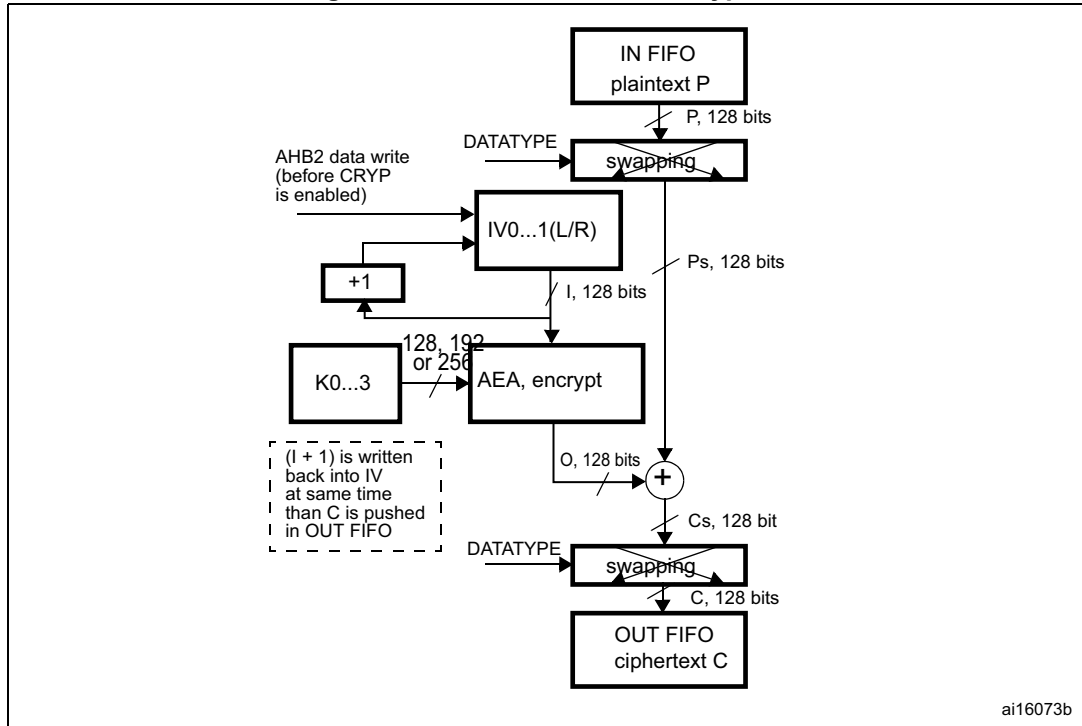 IN FIFO
plaintext P
P, 128 bits
DATATYPE
swapping
AHB2 data write
(before CRYP
is enabled)
IV0...1(L/R)
Ps, 128 bits
+1
I, 128 bits
128, 192
or 256
K0...3
AEA, encrypt
(I + 1) is written
back into IV
at same time
than C is pushed
in OUT FIFO
O, 128 bits
+
Cs, 128 bit
DATATYPE
swapping
C, 128 bits
OUT FIFO
ciphertext C
ai16073b